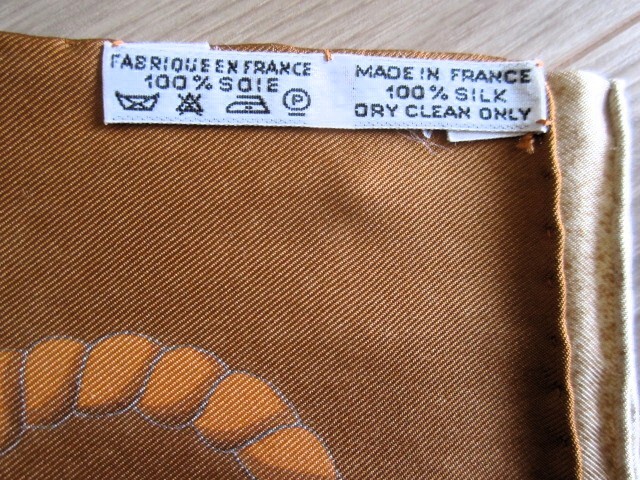 FABRIQUE EN FRANCE
100% SOIE
P
MADE IN FRANCE
100% SILK
DRY CLEAN ONLY